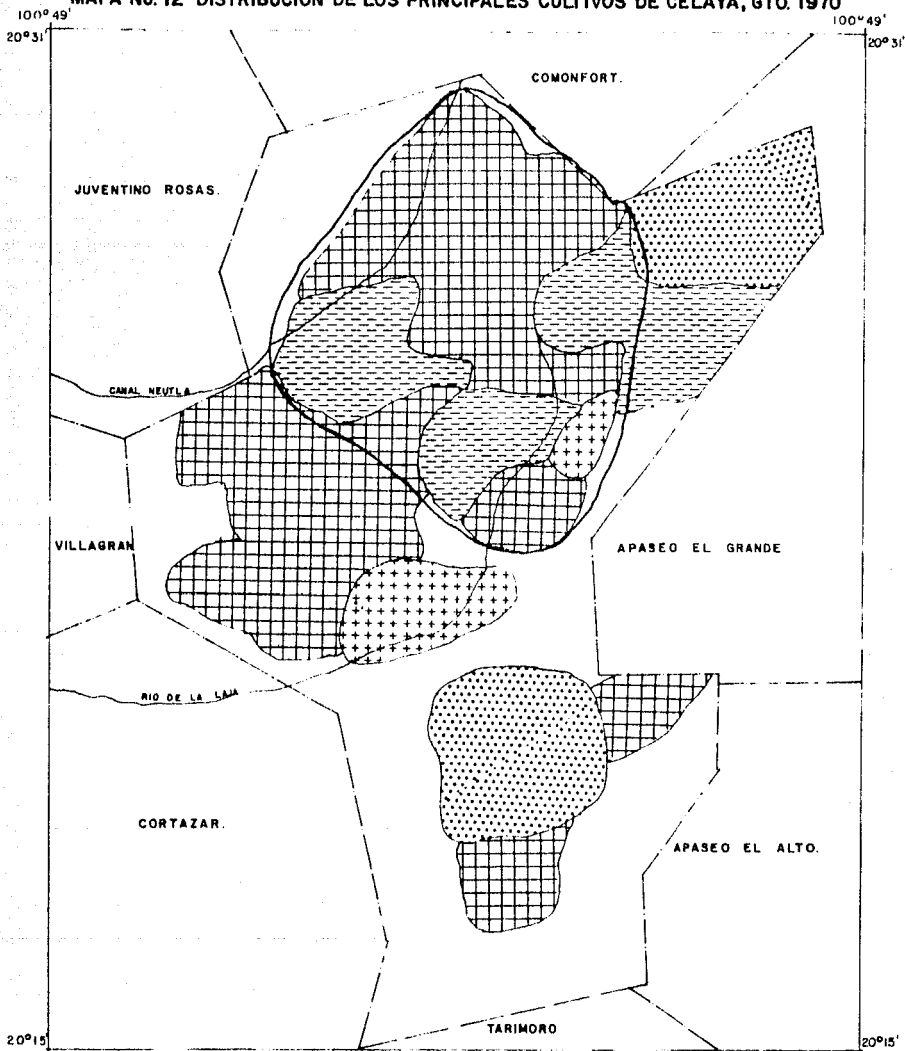 MAPA No. 12 DISTRIBUCION DE LOS PRINCIPALES CULTIVOS DE CELAYA, GTO. 1970
100°49' 100°49'
20°31' 20°31'
COMONFORT.
JUVENTINO ROSAS.
CANAL NEUTLA
VILLAGRAN
APASEO EL GRANDE
RIO DE LA LAJA
CORTAZAR.
APASEO EL ALTO.
TARIMORO
20°15' 20°15'